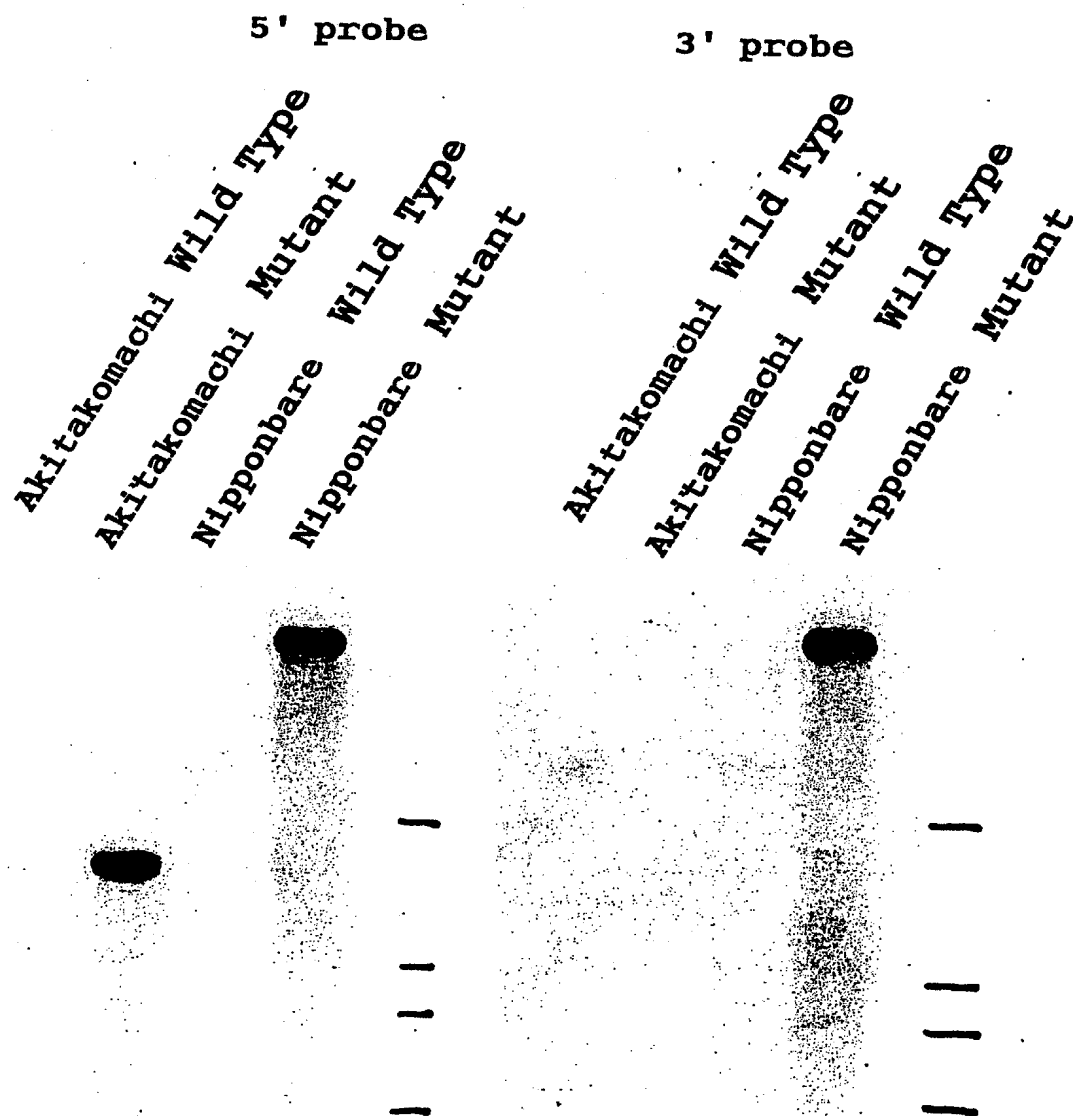 5' probe
3' probe
Akitakomachi Wild Type
Akitakomachi Mutant
Nipponbare Wild Type
Nipponbare Mutant
Akitakomachi Wild Type
Akitakomachi Mutant
Nipponbare Wild Type
Nipponbare Mutant